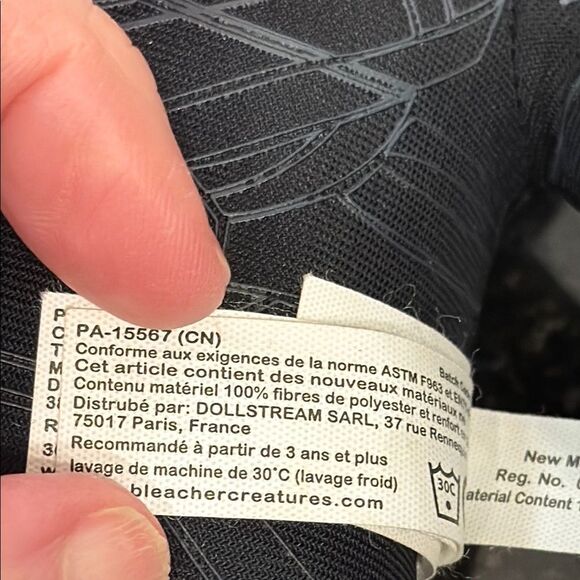 PA-15567 (CN)
Conforme aux exigences de la norme ASTM F963 et
Cet article contient des nouveaux matériaux
Contenu matériel 100% fibres de polyester et
Distrubé par: DOLLSTREAM SARL, 37 rue
75017 Paris, France
Recommandé à partir de 3 ans et plus
lavage de machine de 30°C (lavage froid)
bleachercreatures.com
30C
Batch
New
Reg. No.
Content